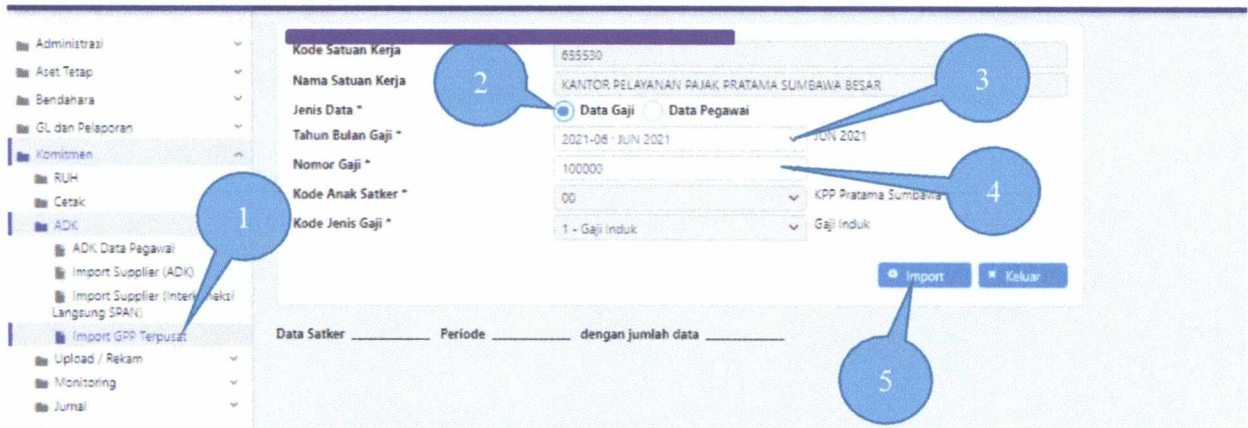 Administrasi
Aset Tetap
Bendahara
GL dan Pelaporan
Komitmen
RUH
Cetak
ADK
ADK Data Pegawai
Import Supplier (ADK)
Import Supplier (Inter neksi
Langsung SPAN)
Import GPP Terpusat
Upload / Rekam
Monitoring
Jurnal
Kode Satuan Kerja 655530
Nama Satuan Kerja KANTOR PELAYANAN PAJAK PRATAMA SUMBAWA BESAR
Jenis Data * Data Gaji Data Pegawai
Tahun Bulan Gaji * 2021-06 - JUN 2021 JUN 2021
Nomor Gaji * 100000
Kode Anak Satker * 00 KPP Pratama Sumbawa
Kode Jenis Gaji * 1 - Gaji Induk Gaji Induk
Import Keluar
Data Satker ____________ Periode ____________ dengan jumlah data ____________
1
2
3
4
5